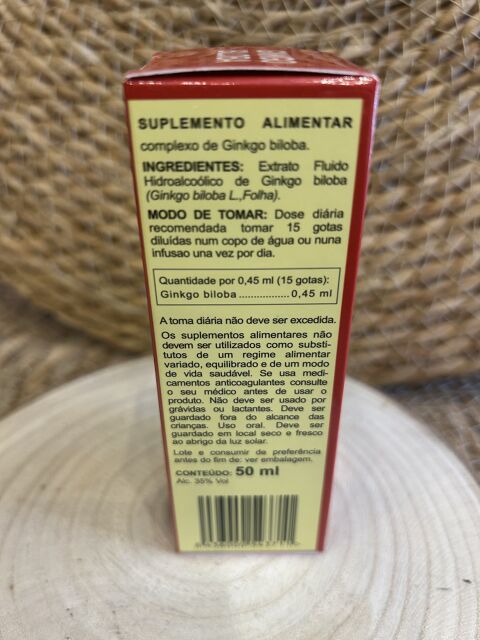 SUPLEMENTO ALIMENTAR
complexo de Ginkgo biloba.
INGREDIENTES: Extrato Fluido
Hidroalcoólico de Ginkgo biloba
(Ginkgo biloba L.,Folha).
MODO DE TOMAR: Dose diária
recomendada tomar 15 gotas
diluídas num copo de água ou nuna
infusao una vez por dia.
Quantidade por 0,45 ml (15 gotas):
Ginkgo biloba ................. 0,45 ml
A toma diária não deve ser excedida.
Os suplementos alimentares não
devem ser utilizados como substi-
tutos de um regime alimentar
variado, equilibrado e de um modo
de vida saudável. Se usa medi-
camentos anticoagulantes consulte
o seu médico antes de usar o
produto. Não deve ser usado por
grávidas ou lactantes. Deve ser
guardado fora do alcance das
crianças. Uso oral. Deve ser
guardado em local seco e fresco
ao abrigo da luz solar.
Lote e consumir de preferência
antes do fim de: ver embalagem.
CONTEÚDO: 50 ml
Alc. 35% Vol